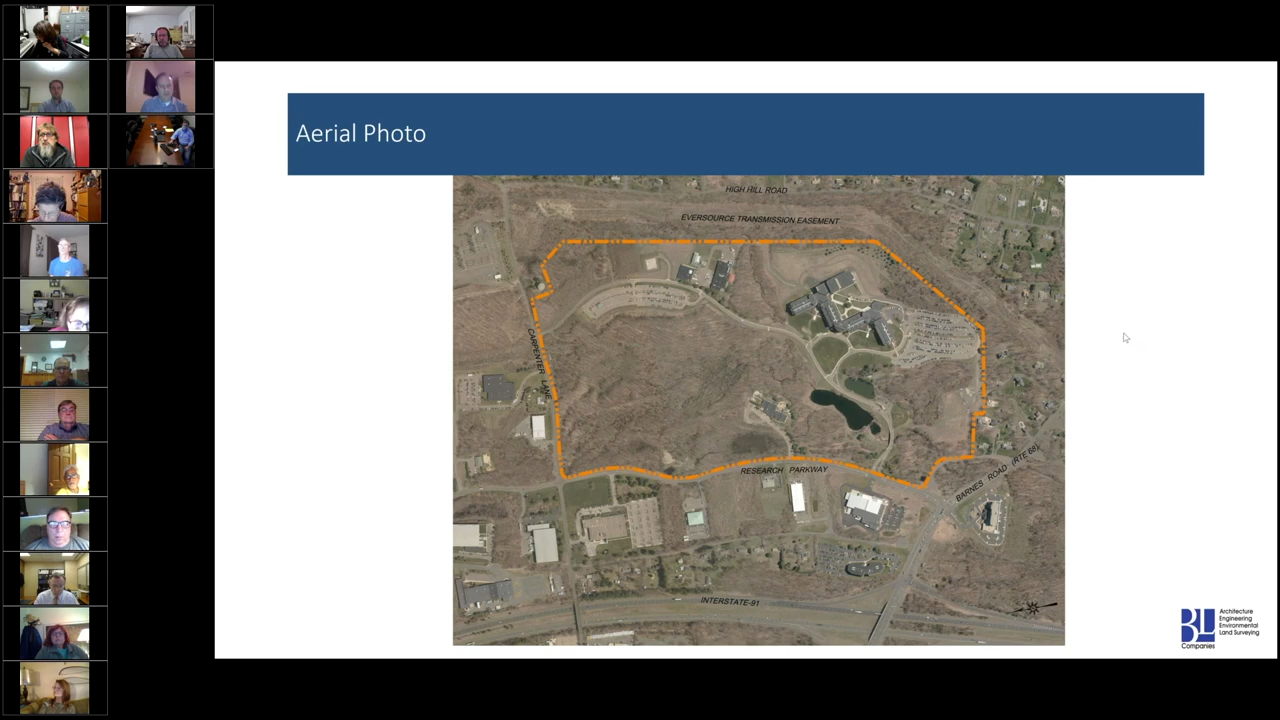 Aerial Photo
HIGH HILL ROAD
EVERSOURCE TRANSMISSION EASEMENT
CARPENTER LANE
RESEARCH PARKWAY
BARNES ROAD (RTE 68)
INTERSTATE-91
BL
Companies
Architecture
Engineering
Environmental
Land Surveying